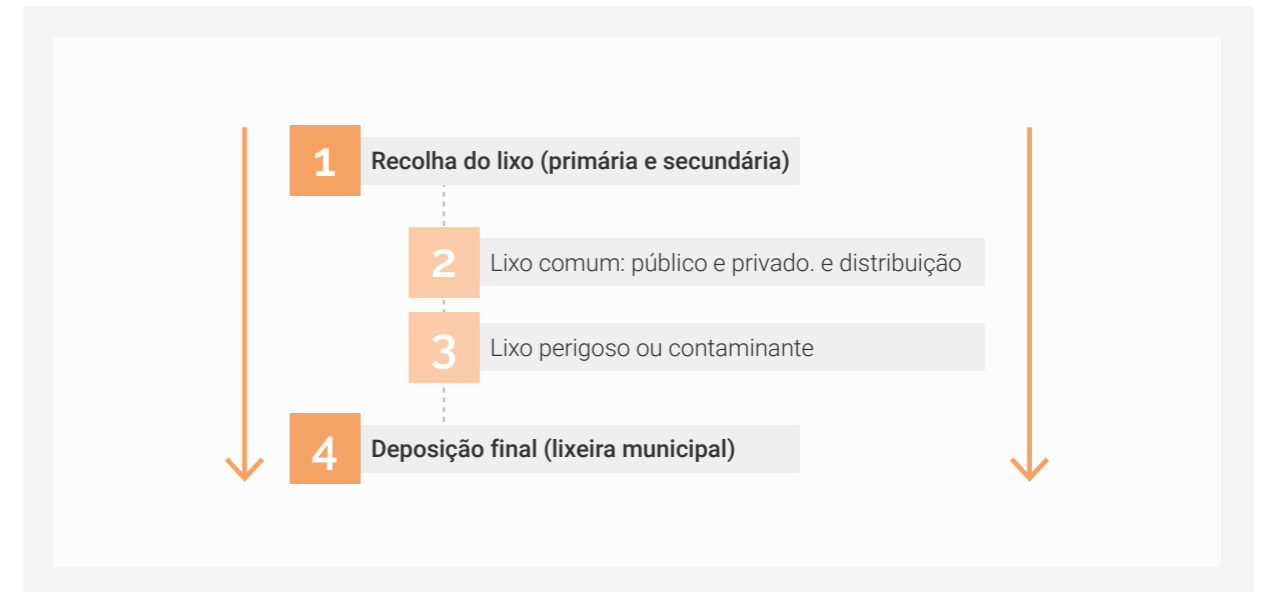 1 Recolha do lixo (primária e secundária)
2 Lixo comum: público e privado. e distribuição
3 Lixo perigoso ou contaminante
4 Deposição final (lixeira municipal)